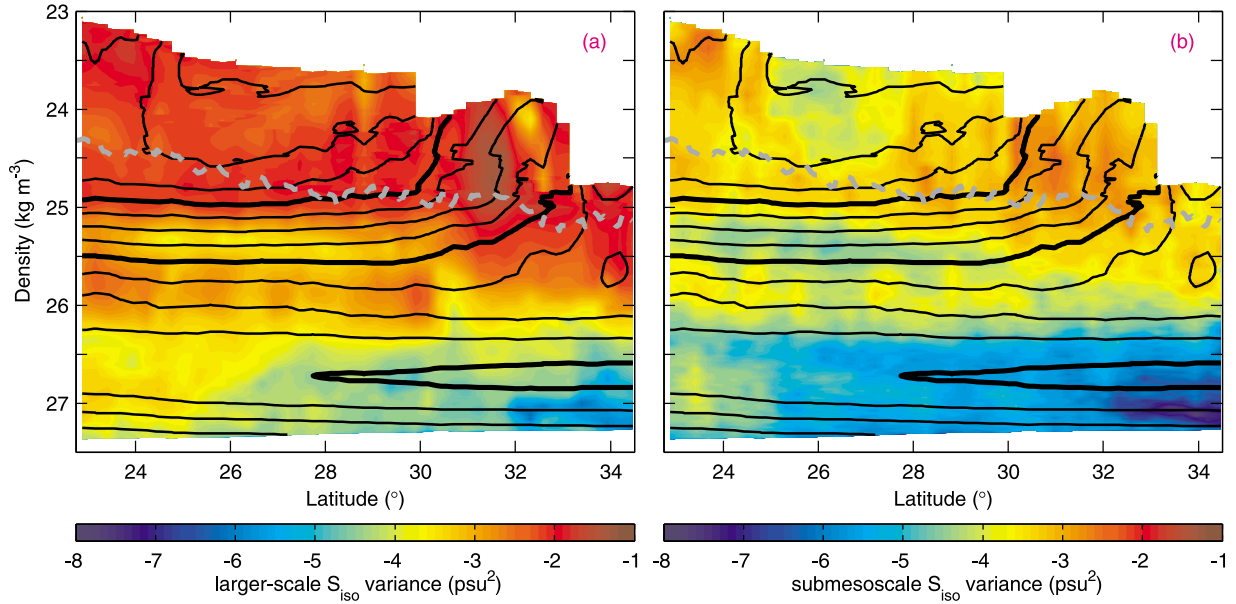 (a)
(b)
Density (kg m⁻³)
23
24
25
26
27
24 26 28 30 32 34
24 26 28 30 32 34
Latitude (°)
Latitude (°)
-8 -7 -6 -5 -4 -3 -2 -1
-8 -7 -6 -5 -4 -3 -2 -1
larger-scale S_iso variance (psu²)
submesoscale S_iso variance (psu²)